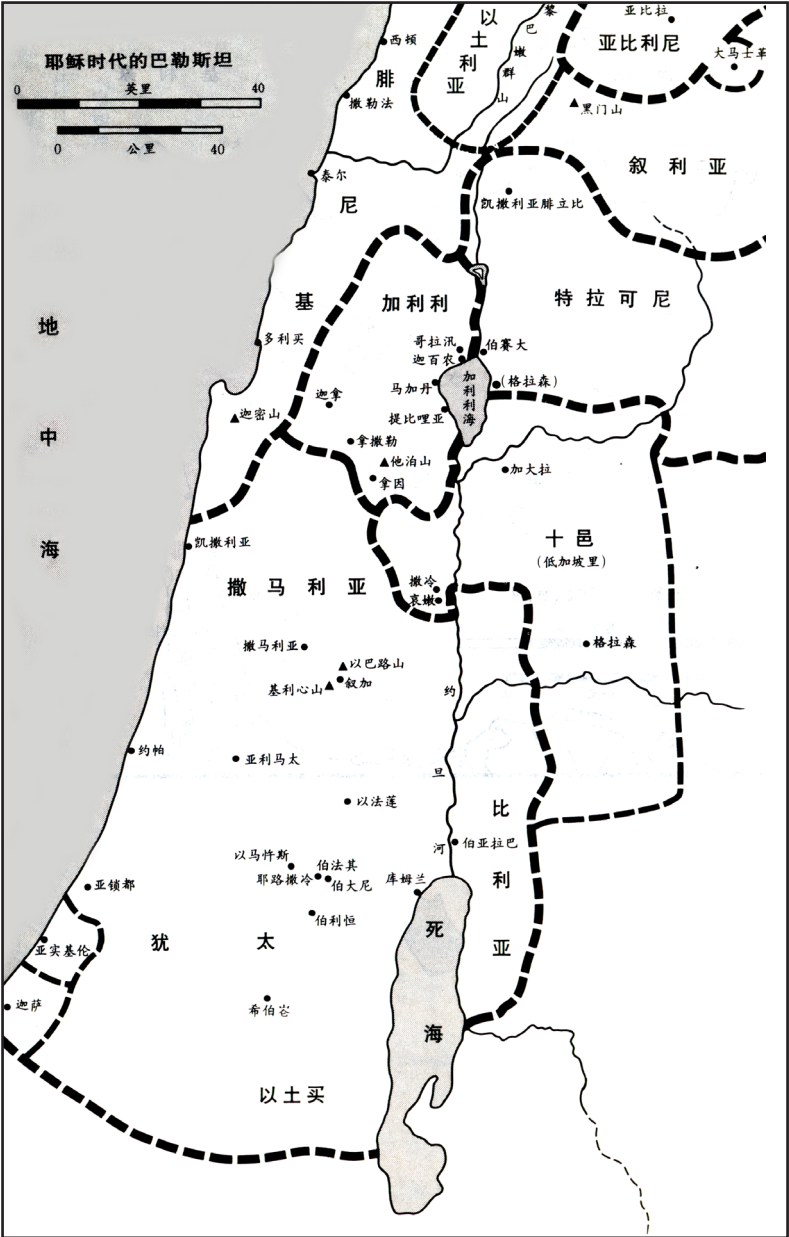 耶稣时代的巴勒斯坦
0 英里 40
0 公里 40
地中海
腓尼基
西顿
撒勒法
泰尔
多利买
以土利亚
黎巴嫩群山
亚比拉
亚比利尼
大马士革
黑门山
叙利亚
凯撒利亚腓立比
特拉可尼
加利利
哥拉汛
迦百农
伯赛大
马加丹
加利利海
(格拉森)
提比哩亚
迦拿
迦密山
拿撒勒
他泊山
拿因
加大拉
凯撒利亚
十邑
(低加坡里)
撒马利亚
撒冷
哀嫩
撒马利亚
以巴路山
基利心山
叙加
格拉森
约旦河
约帕
亚利马太
以法莲
比利亚
伯亚拉巴
以马忤斯
伯法其
耶路撒冷
伯大尼
库姆兰
亚锁都
伯利恒
亚实基伦
犹太
死海
迦萨
希伯仑
以土买